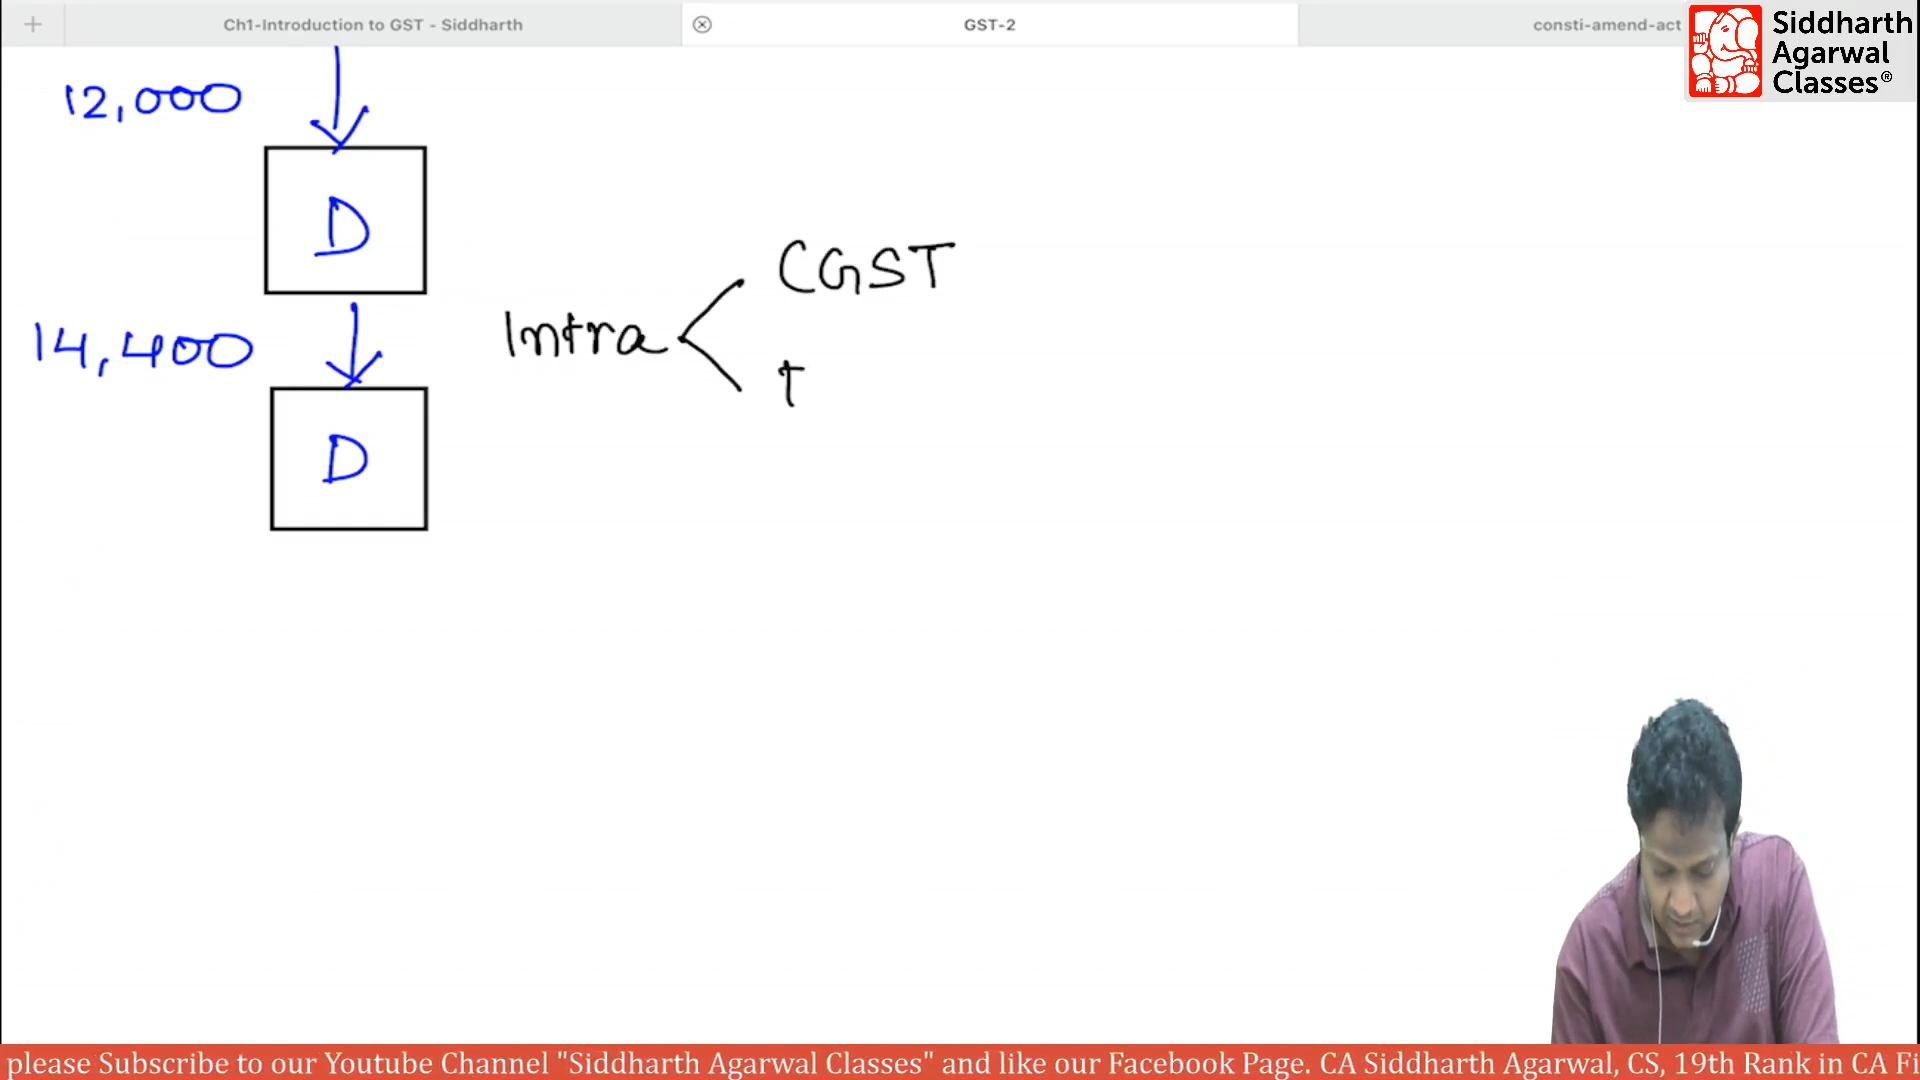 Ch1-Introduction to GST - Siddharth
GST-2
consti-amend-act
Siddharth
Agarwal
Classes®
12,000
D
14,400
D
Intra
CGST
+
please Subscribe to our Youtube Channel "Siddharth Agarwal Classes" and like our Facebook Page. CA Siddharth Agarwal, CS, 19th Rank in CA Fi